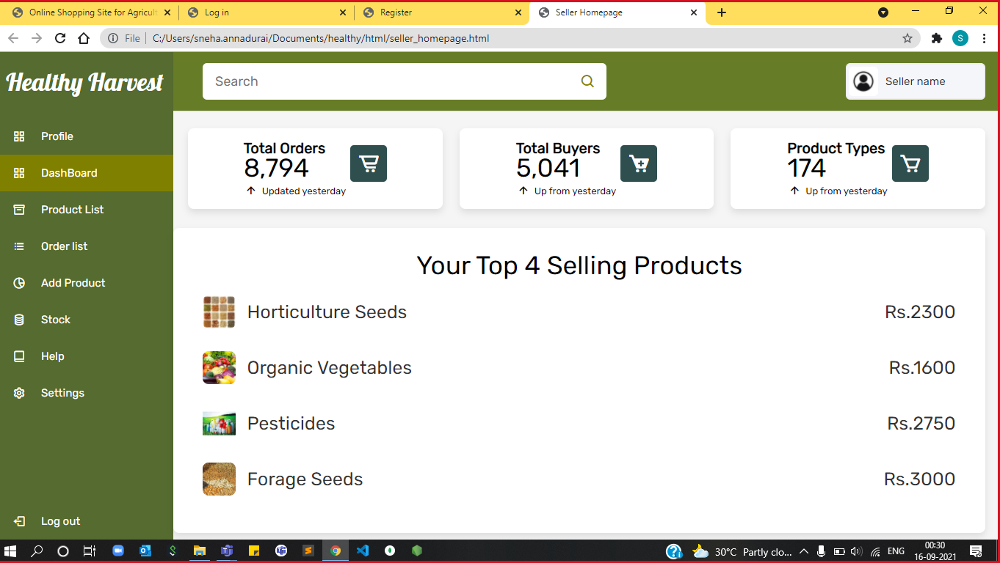 Online Shopping Site for Agricult
Log in
Register
Seller Homepage
File
C:/Users/sneha.annadurai/Documents/healthy/html/seller_homepage.html
S
Healthy Harvest
Search
Seller name
Profile
DashBoard
Product List
Order list
Add Product
Stock
Help
Settings
Log out
Total Orders
8,794
Updated yesterday
Total Buyers
5,041
Up from yesterday
Product Types
174
Up from yesterday
Your Top 4 Selling Products
Horticulture Seeds Rs.2300
Organic Vegetables Rs.1600
Pesticides Rs.2750
Forage Seeds Rs.3000
30°C Partly clo...
ENG
00:30
16-09-2021